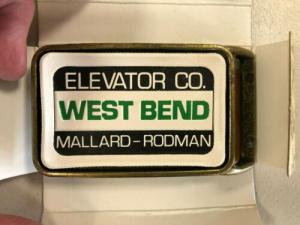 ELEVATOR CO.
WEST BEND
MALLARD-RODMAN